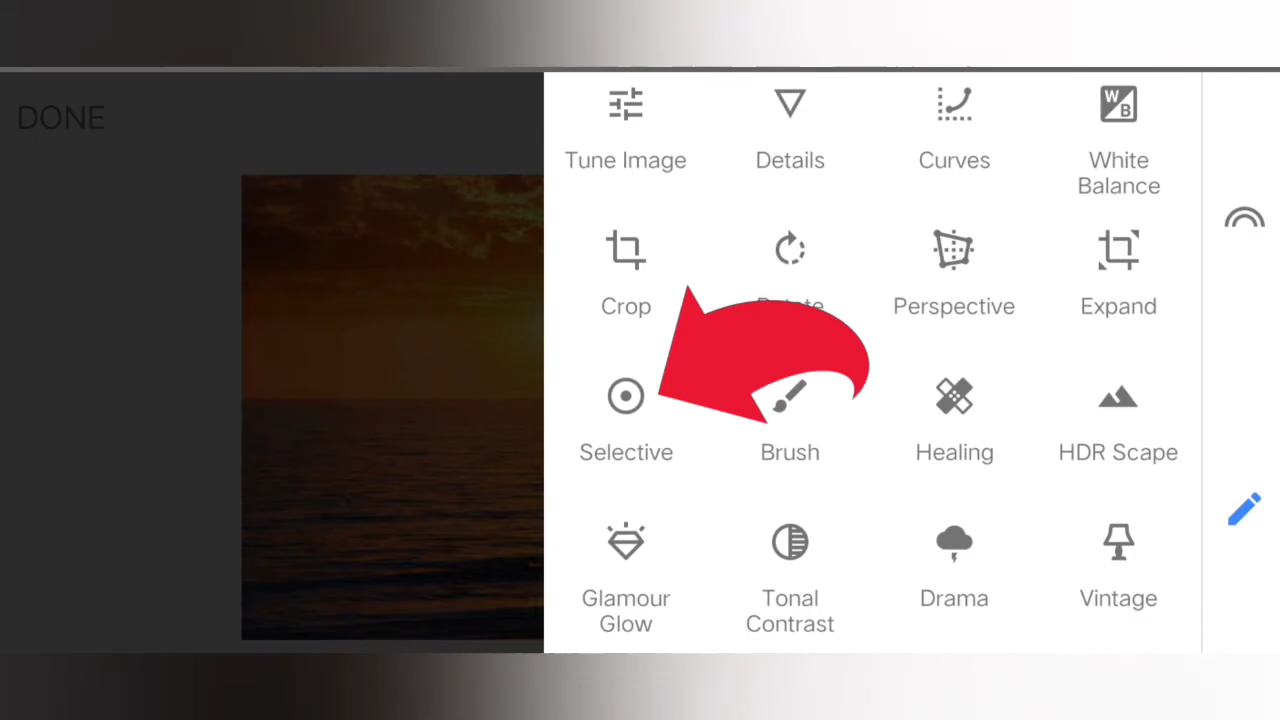 DONE
Tune Image
Details
Curves
White
Balance
Crop
Perspective
Expand
Selective
Brush
Healing
HDR Scape
Glamour
Glow
Tonal
Contrast
Drama
Vintage
W
B